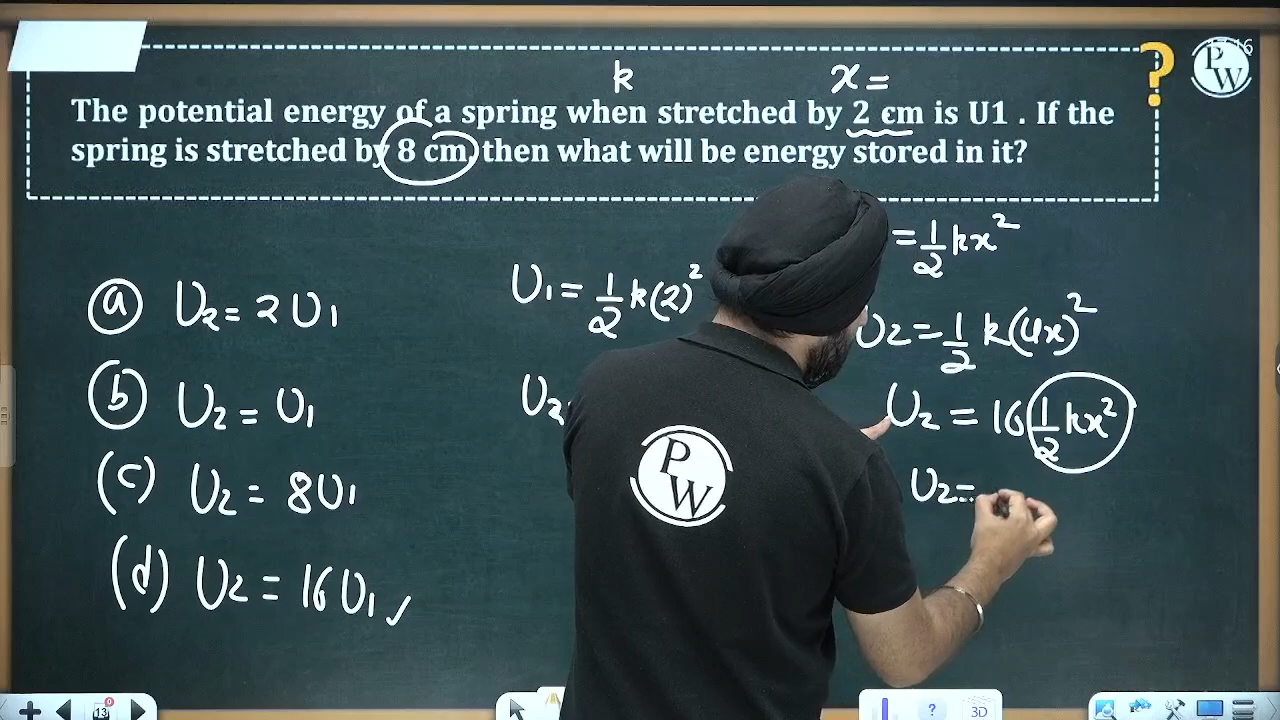 k x =
The potential energy of a spring when stretched by 2 cm is U1 . If the
spring is stretched by 8 cm, then what will be energy stored in it?
?
PW
(a) U₂ = 2U₁
(b) U₂ = U₁
(c) U₂ = 8U₁
(d) U₂ = 16U₁ ✓
U₁ = 1/2 k(2)²
U₂
= 1/2 kx²
U₂ = 1/2 k(4x)²
U₂ = 16 1/2 kx²
U₂ =
PW
13
?
3D